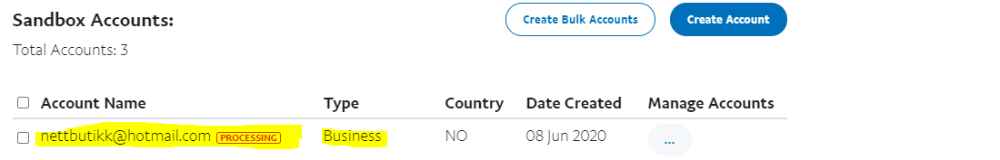 Sandbox Accounts:
Create Bulk Accounts
Create Account
Total Accounts: 3
Account Name Type Country Date Created Manage Accounts
nettbutikk@hotmail.com PROCESSING Business NO 08 Jun 2020 ...